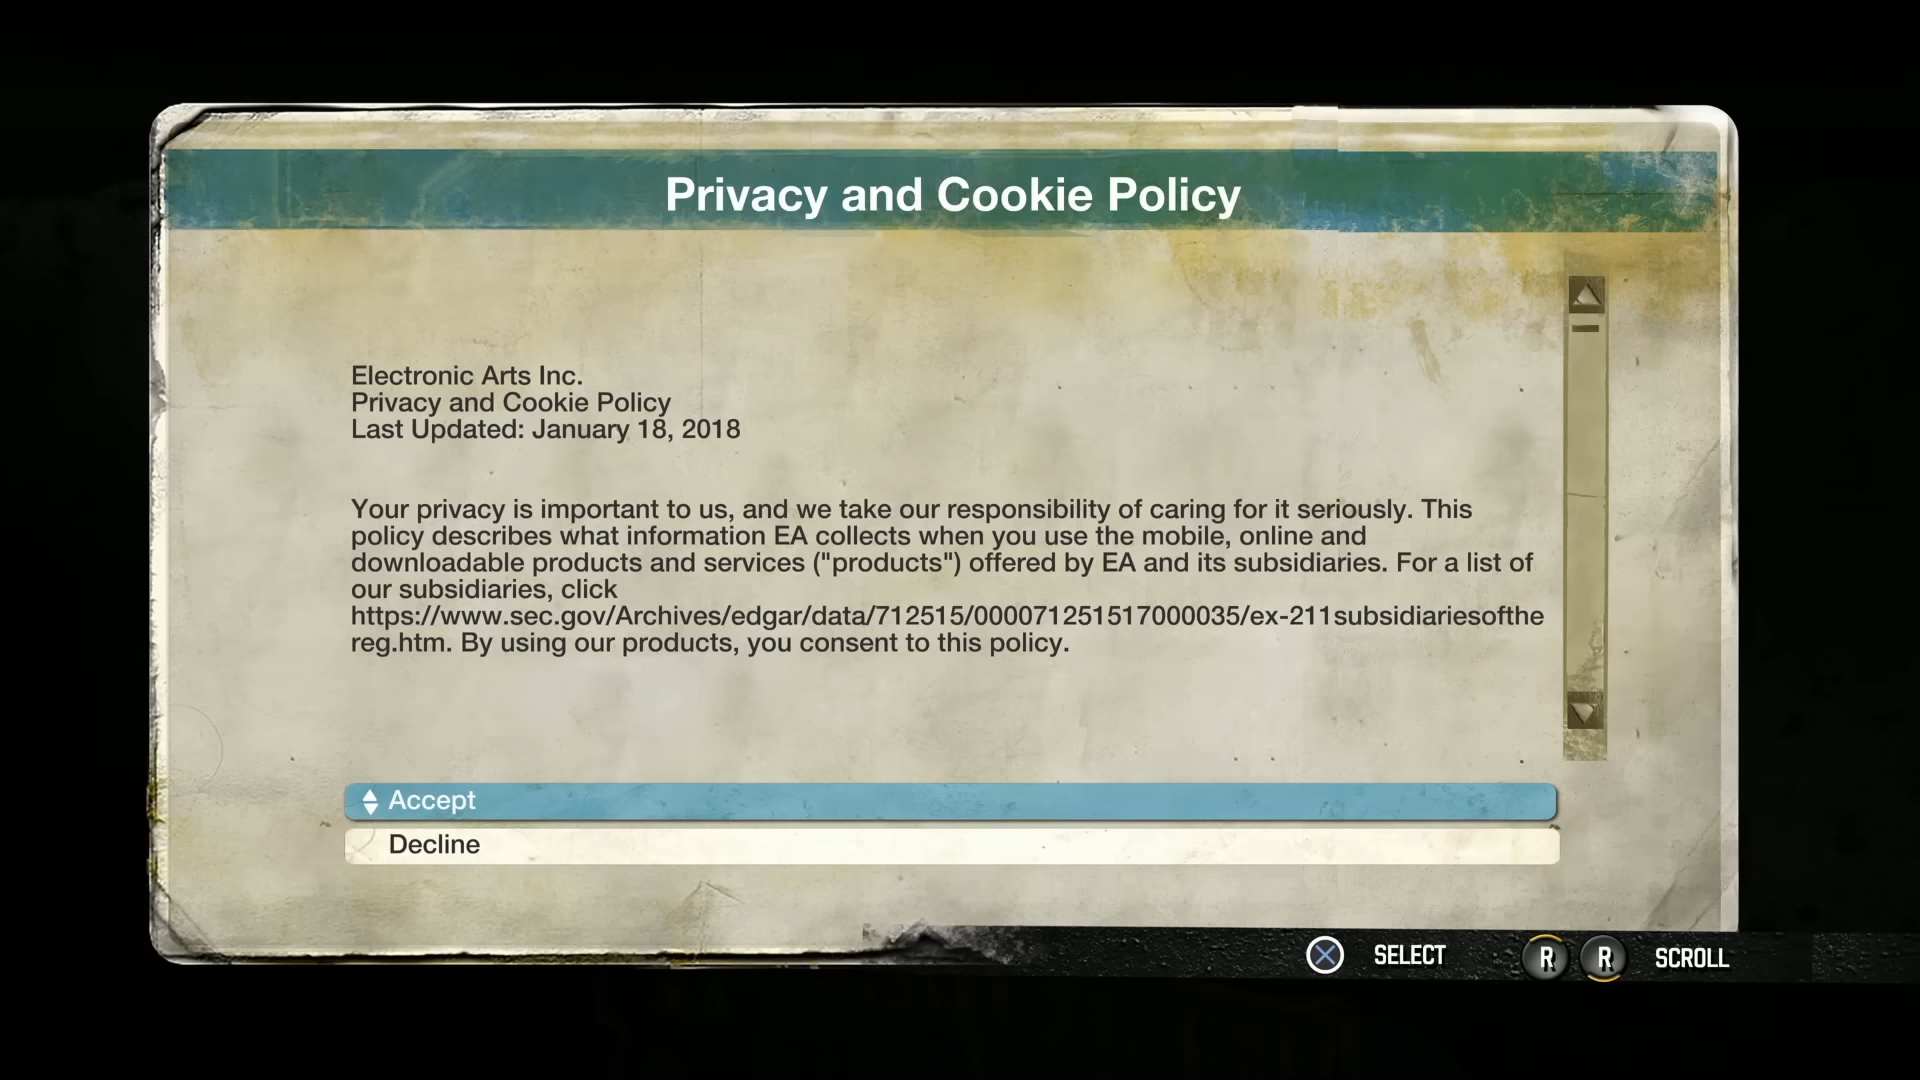 Privacy and Cookie Policy
Electronic Arts Inc.
Privacy and Cookie Policy
Last Updated: January 18, 2018
Your privacy is important to us, and we take our responsibility of caring for it seriously. This
policy describes what information EA collects when you use the mobile, online and
downloadable products and services ("products") offered by EA and its subsidiaries. For a list of
our subsidiaries, click
https://www.sec.gov/Archives/edgar/data/712515/000071251517000035/ex-211subsidiariesofthe
reg.htm. By using our products, you consent to this policy.
Accept
Decline
SELECT R R SCROLL